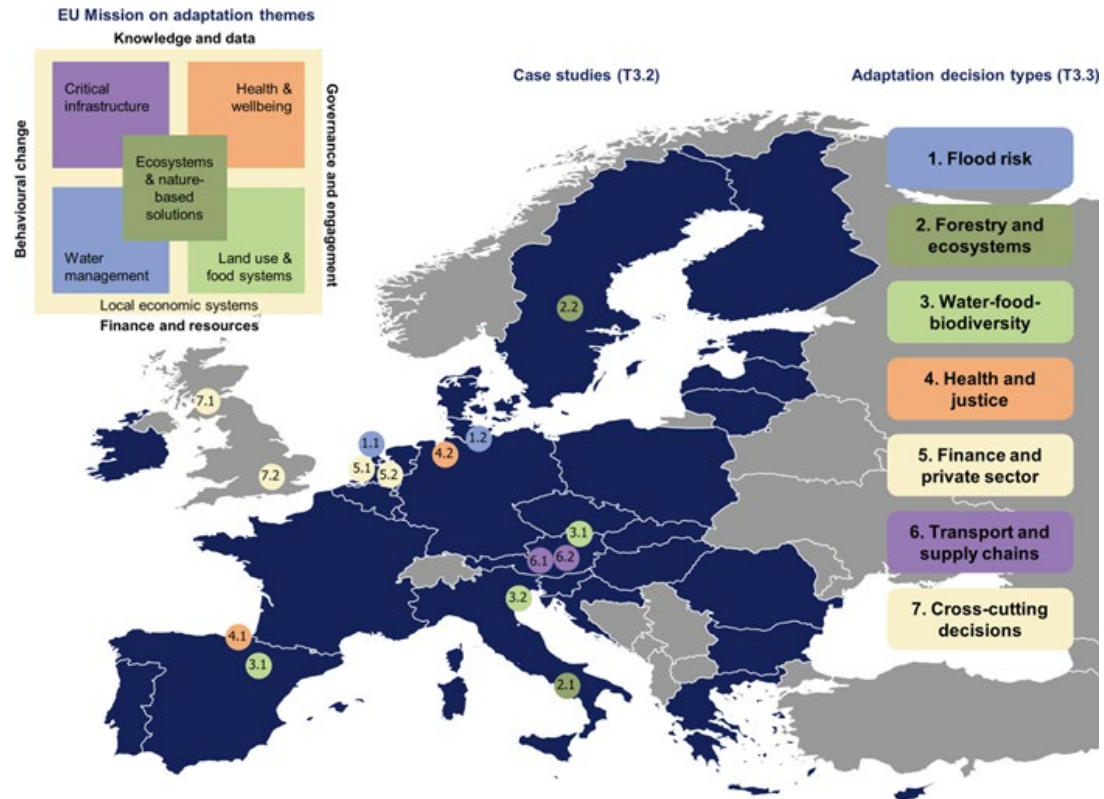 EU Mission on adaptation themes
Knowledge and data
Critical
infrastructure
Health &
wellbeing
Ecosystems
& nature-
based
solutions
Water
management
Land use &
food systems
Local economic systems
Behavioural change
Governance and engagement
Finance and resources
Case studies (T3.2)
2.2
7.1
7.2
1.1
1.2
4.2
5.1
5.2
3.1
6.1
6.2
3.2
4.1
3.1
2.1
Adaptation decision types (T3.3)
1. Flood risk
2. Forestry and
ecosystems
3. Water-food-
biodiversity
4. Health and
justice
5. Finance and
private sector
6. Transport and
supply chains
7. Cross-cutting
decisions